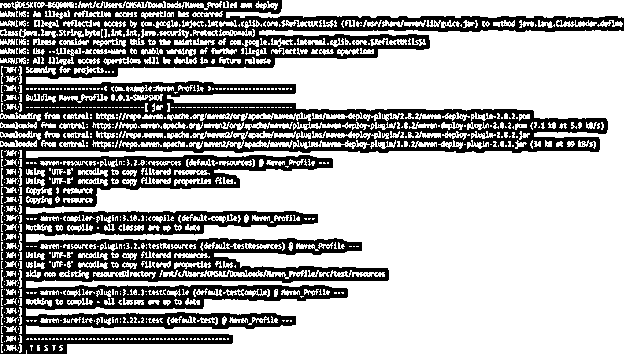 root@DESKTOP-BGQ0HMB:/mnt/c/Users/OMSAI/Downloads/Maven_Profile# mvn deploy
WARNING: An illegal reflective access operation has occurred
WARNING: Illegal reflective access by com.google.inject.internal.cglib.core.$ReflectUtils$1 (file:/usr/share/maven/lib/guice.jar) to method java.lang.ClassLoader.define
Class(java.lang.String,byte[],int,int,java.security.ProtectionDomain)
WARNING: Please consider reporting this to the maintainers of com.google.inject.internal.cglib.core.$ReflectUtils$1
WARNING: Use --illegal-access=warn to enable warnings of further illegal reflective access operations
WARNING: All illegal access operations will be denied in a future release
[INFO] Scanning for projects...
[INFO]
[INFO] ---------------------< com.example:Maven_Profile >----------------------
[INFO] Building Maven_Profile 0.0.1-SNAPSHOT
[INFO] --------------------------------[ jar ]---------------------------------
Downloading from central: https://repo.maven.apache.org/maven2/org/apache/maven/plugins/maven-deploy-plugin/2.8.2/maven-deploy-plugin-2.8.2.pom
Downloaded from central: https://repo.maven.apache.org/maven2/org/apache/maven/plugins/maven-deploy-plugin/2.8.2/maven-deploy-plugin-2.8.2.pom (7.1 kB at 5.9 kB/s)
Downloading from central: https://repo.maven.apache.org/maven2/org/apache/maven/plugins/maven-deploy-plugin/2.8.2/maven-deploy-plugin-2.8.2.jar
Downloaded from central: https://repo.maven.apache.org/maven2/org/apache/maven/plugins/maven-deploy-plugin/2.8.2/maven-deploy-plugin-2.8.2.jar (34 kB at 99 kB/s)
[INFO]
[INFO] --- maven-resources-plugin:3.2.0:resources (default-resources) @ Maven_Profile ---
[INFO] Using 'UTF-8' encoding to copy filtered resources.
[INFO] Using 'UTF-8' encoding to copy filtered properties files.
[INFO] Copying 1 resource
[INFO] Copying 0 resource
[INFO]
[INFO] --- maven-compiler-plugin:3.10.1:compile (default-compile) @ Maven_Profile ---
[INFO] Nothing to compile - all classes are up to date
[INFO]
[INFO] --- maven-resources-plugin:3.2.0:testResources (default-testResources) @ Maven_Profile ---
[INFO] Using 'UTF-8' encoding to copy filtered resources.
[INFO] Using 'UTF-8' encoding to copy filtered properties files.
[INFO] skip non existing resourceDirectory /mnt/c/Users/OMSAI/Downloads/Maven_Profile/src/test/resources
[INFO]
[INFO] --- maven-compiler-plugin:3.10.1:testCompile (default-testCompile) @ Maven_Profile ---
[INFO] Nothing to compile - all classes are up to date
[INFO]
[INFO] --- maven-surefire-plugin:2.22.2:test (default-test) @ Maven_Profile ---
[INFO]
[INFO] -------------------------------------------------------
[INFO] T E S T S